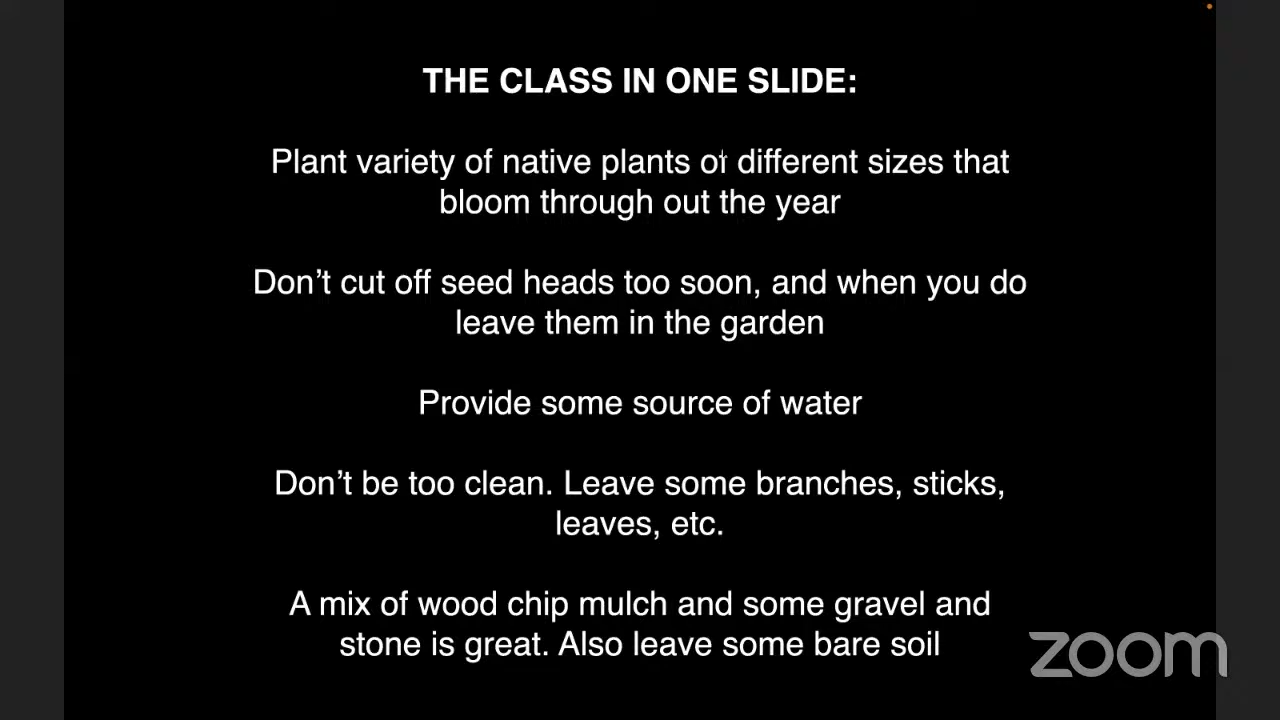 THE CLASS IN ONE SLIDE:
Plant variety of native plants of different sizes that
bloom through out the year
Don’t cut off seed heads too soon, and when you do
leave them in the garden
Provide some source of water
Don’t be too clean. Leave some branches, sticks,
leaves, etc.
A mix of wood chip mulch and some gravel and
stone is great. Also leave some bare soil
zoom